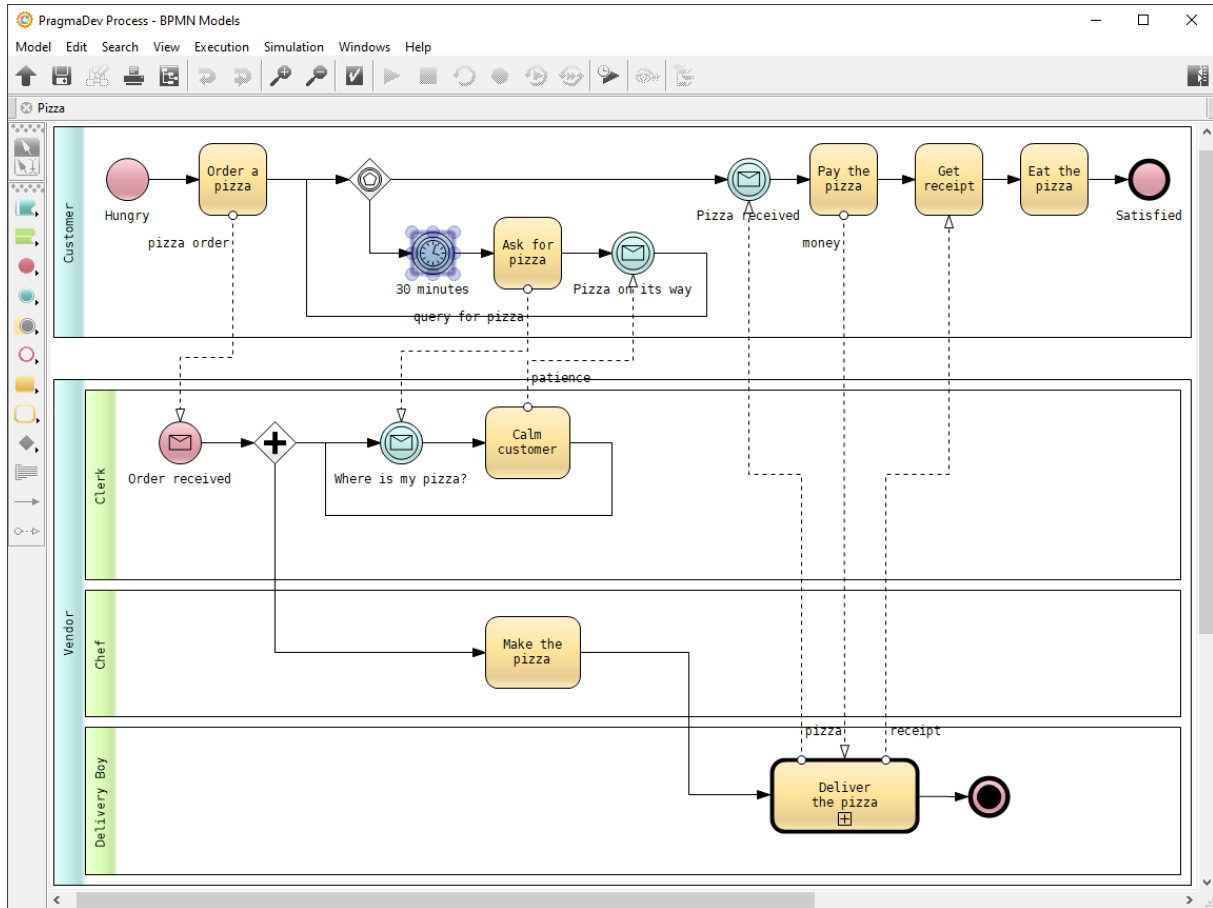 PragmaDev Process - BPMN Models
Model Edit Search View Execution Simulation Windows Help
Pizza
Customer
Hungry
Order a
pizza
pizza order
30 minutes
Ask for
pizza
query for pizza
Pizza on its way
Pizza received
Pay the
pizza
money
Get
receipt
Eat the
pizza
Satisfied
patience
Vendor
Clerk
Order received
Where is my pizza?
Calm
customer
Chef
Make the
pizza
Delivery Boy
pizza
receipt
Deliver
the pizza